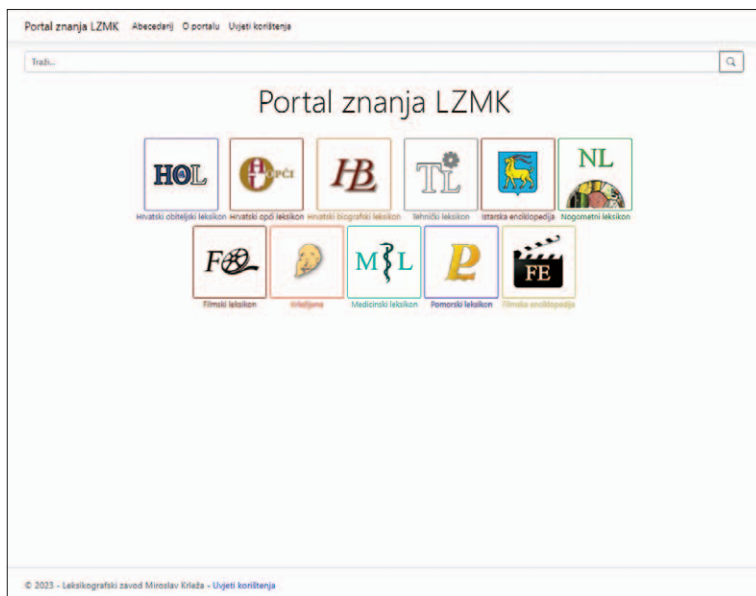 Portal znanja LZMK Abecedarij O portalu Uvjeti korištenja
Traži...
Portal znanja LZMK
HOL
OPĆI
HB
TL
NL
Hrvatski obiteljski leksikon Hrvatski opći leksikon Hrvatski biografski leksikon Tehnički leksikon Istarska enciklopedija Nogometni leksikon
F
M L
PL
FE
Filmski leksikon Krležijana Medicinski leksikon Pomorski leksikon Filmska enciklopedija
© 2023 - Leksikografski zavod Miroslav Krleža - Uvjeti korištenja